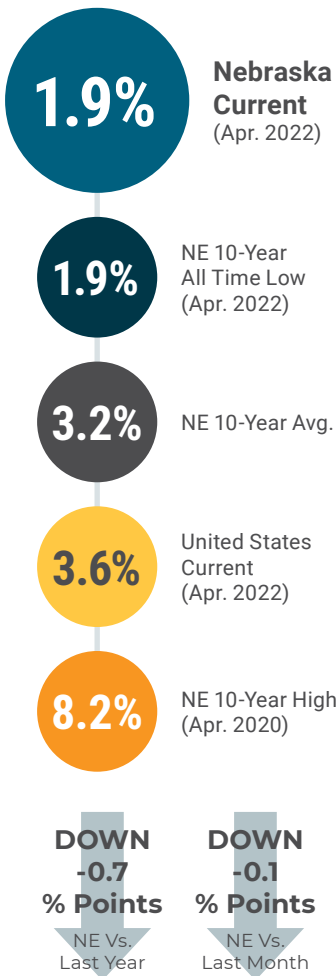 1.9%
Nebraska
Current
(Apr. 2022)
1.9%
NE 10-Year
All Time Low
(Apr. 2022)
3.2%
NE 10-Year Avg.
3.6%
United States
Current
(Apr. 2022)
8.2%
NE 10-Year High
(Apr. 2020)
DOWN
-0.7
% Points
NE Vs.
Last Year
DOWN
-0.1
% Points
NE Vs.
Last Month